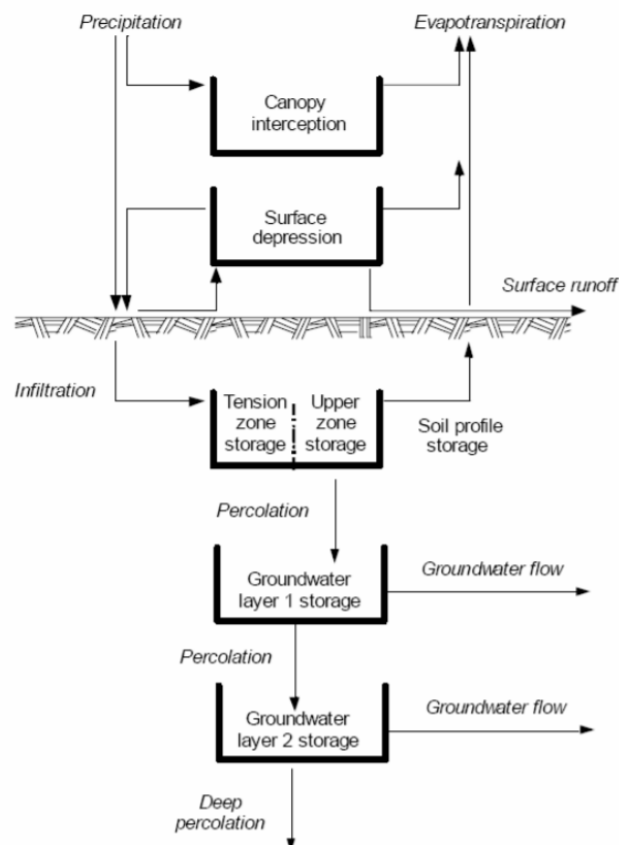 Precipitation
Evapotranspiration
Canopy
interception
Surface
depression
Surface runoff
Infiltration
Tension
zone
storage
Upper
zone
storage
Soil profile
storage
Percolation
Groundwater
layer 1 storage
Groundwater flow
Percolation
Groundwater
layer 2 storage
Groundwater flow
Deep
percolation